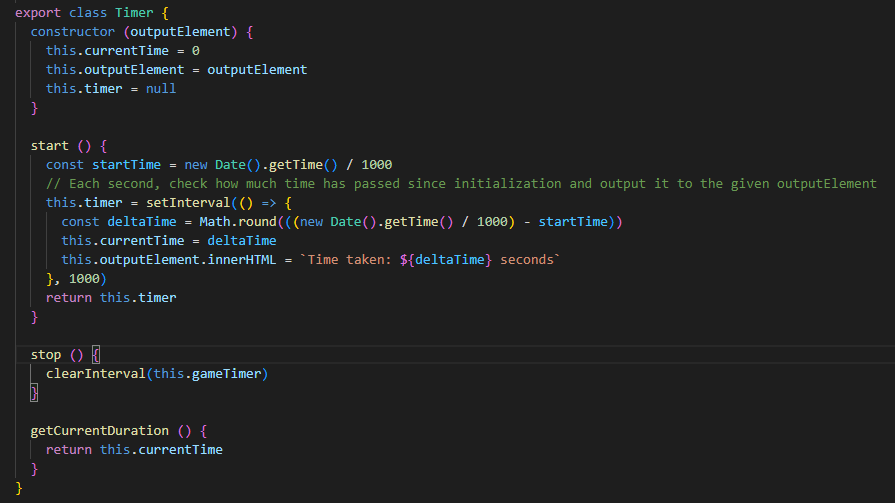 export class Timer {
constructor (outputElement) {
this.currentTime = 0
this.outputElement = outputElement
this.timer = null
}
start () {
const startTime = new Date().getTime() / 1000
// Each second, check how much time has passed since initialization and output it to the given outputElement
this.timer = setInterval(() => {
const deltaTime = Math.round(((new Date().getTime() / 1000) - startTime))
this.currentTime = deltaTime
this.outputElement.innerHTML = `Time taken: ${deltaTime} seconds`
}, 1000)
return this.timer
}
stop () {
clearInterval(this.gameTimer)
}
getCurrentDuration () {
return this.currentTime
}
}